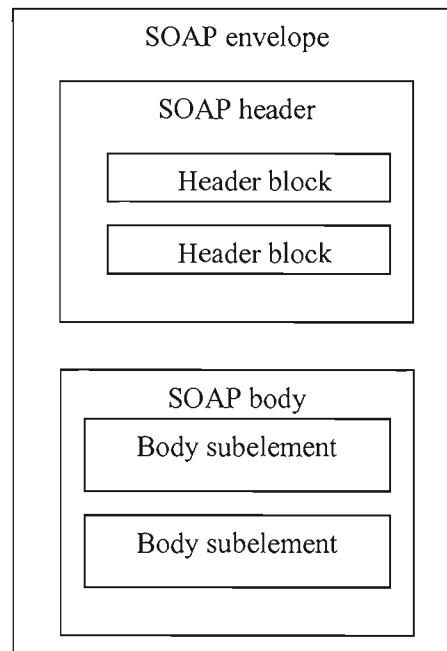 SOAP envelope
SOAP header
Header block
Header block
SOAP body
Body subelement
Body subelement